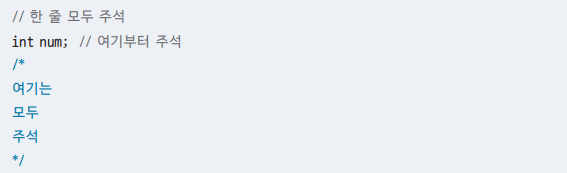 // 한 줄 모두 주석
int num; // 여기부터 주석
/*
여기는
모두
주석
*/